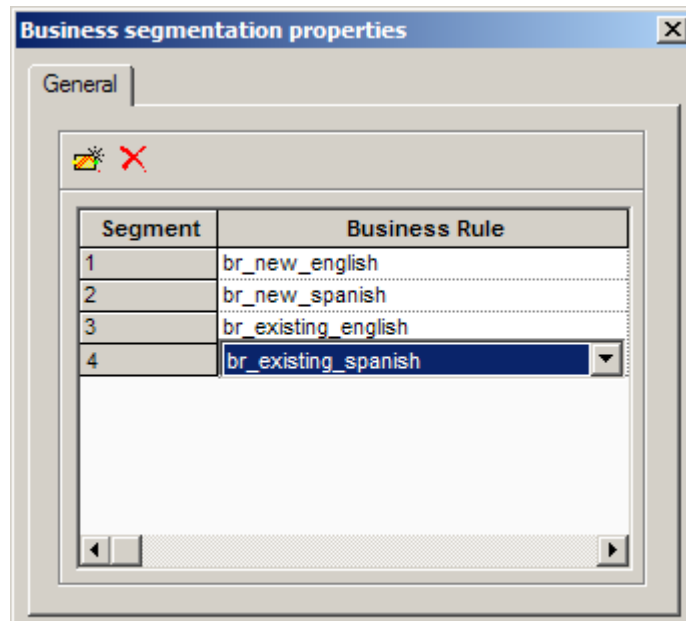 Business segmentation properties
General
Segment Business Rule
1 br_new_english
2 br_new_spanish
3 br_existing_english
4 br_existing_spanish